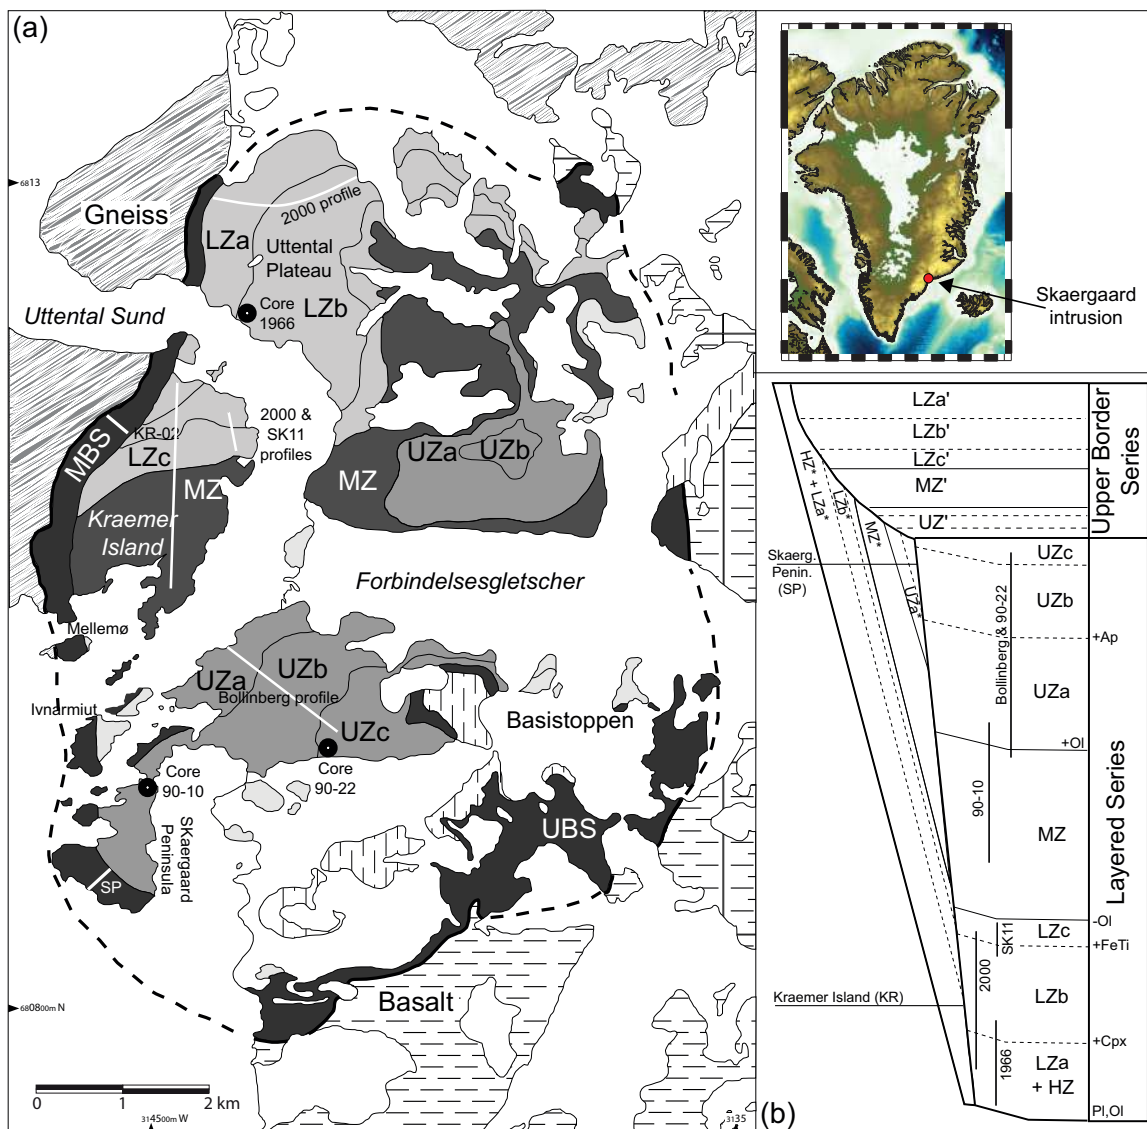 (a)
6813
Gneiss
LZa
2000 profile
Uttental
Plateau
LZb
Core
1966
Uttental Sund
MBS
KR-02
LZc
2000 &
SK11
profiles
MZ
Kraemer
Island
MZ
UZa
UZb
Forbindelsesgletscher
Mellemø
Ivnarmiut
UZa
UZb
Bollinberg profile
UZc
Basistoppen
Core
90-10
Core
90-22
SKaergaard
Peninsula
SP
UBS
Basalt
680800m N
0 1 2 km
314500m W
3135
Skaergaard
intrusion
(b)
LZa'
LZb'
LZc'
MZ'
UZ'
Upper Border
Series
HZ* + LZa*
LZb*
MZ*
UZa*
Skaerg.
Penin.
(SP)
UZc
UZb
+Ap
Bollinberg & 90-22
UZa
+Ol
90-10
MZ
Layered Series
-Ol
LZc
SK11
+FeTi
2000
LZb
Kraemer Island (KR)
+Cpx
1966
LZa
+ HZ
Pl,Ol